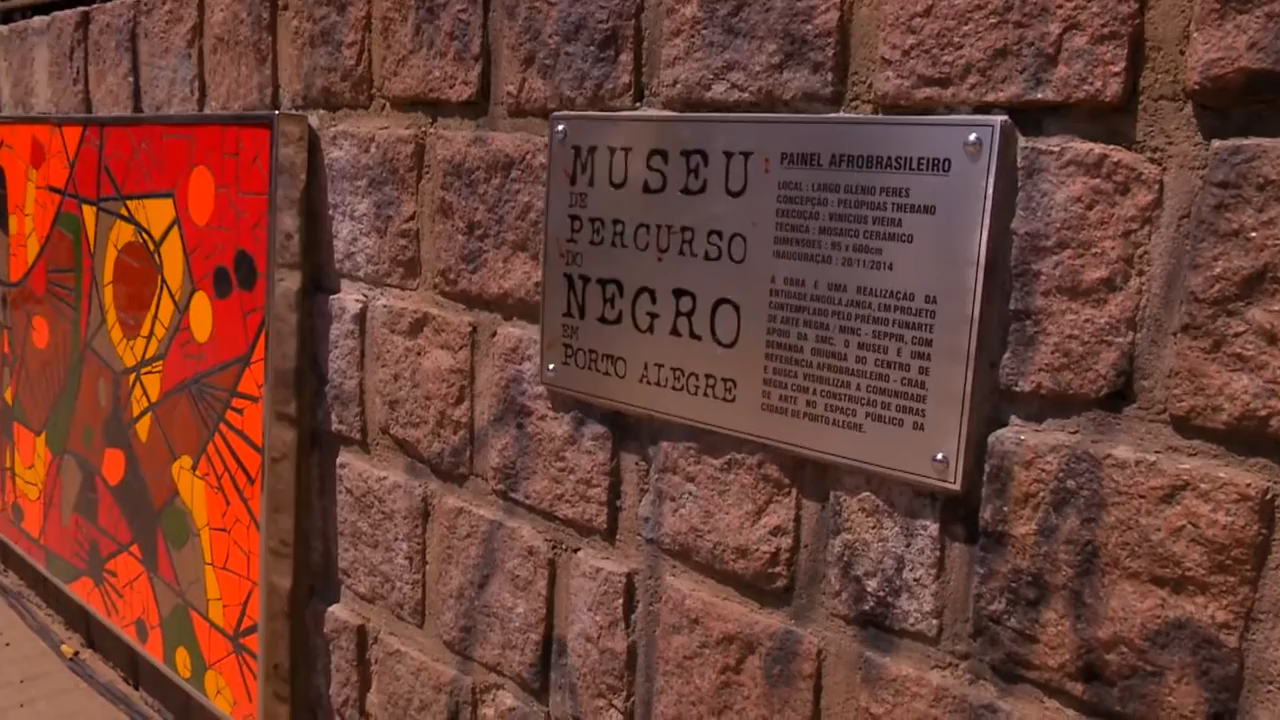 MUSEU
DE
PERCURSO
DO
NEGRO
EM
PORTO ALEGRE
PAINEL AFROBRASILEIRO
LOCAL : LARGO GLÊNIO PERES
CONCEPÇÃO : PELÓPIDAS THEBANO
EXECUÇÃO : VINICIUS VIEIRA
TÉCNICA : MOSAICO CERÁMICO
DIMENSÕES : 95 x 600cm
INAUGURAÇÃO : 20/11/2014
A OBRA É UMA REALIZAÇÃO DA
ENTIDADE ANGOLA JANGA, EM PROJETO
CONTEMPLADO PELO PRÊMIO FUNARTE
DE ARTE NEGRA / MINC - SEPPIR, COM
APOIO DA SMC. O MUSEU É UMA
DEMANDA ORIUNDA DO CENTRO DE
REFERÊNCIA AFROBRASILEIRO - CRAB,
E BUSCA VISIBILIZAR A COMUNIDADE
NEGRA COM A CONSTRUÇÃO DE OBRAS
DE ARTE NO ESPAÇO PÚBLICO DA
CIDADE DE PORTO ALEGRE.